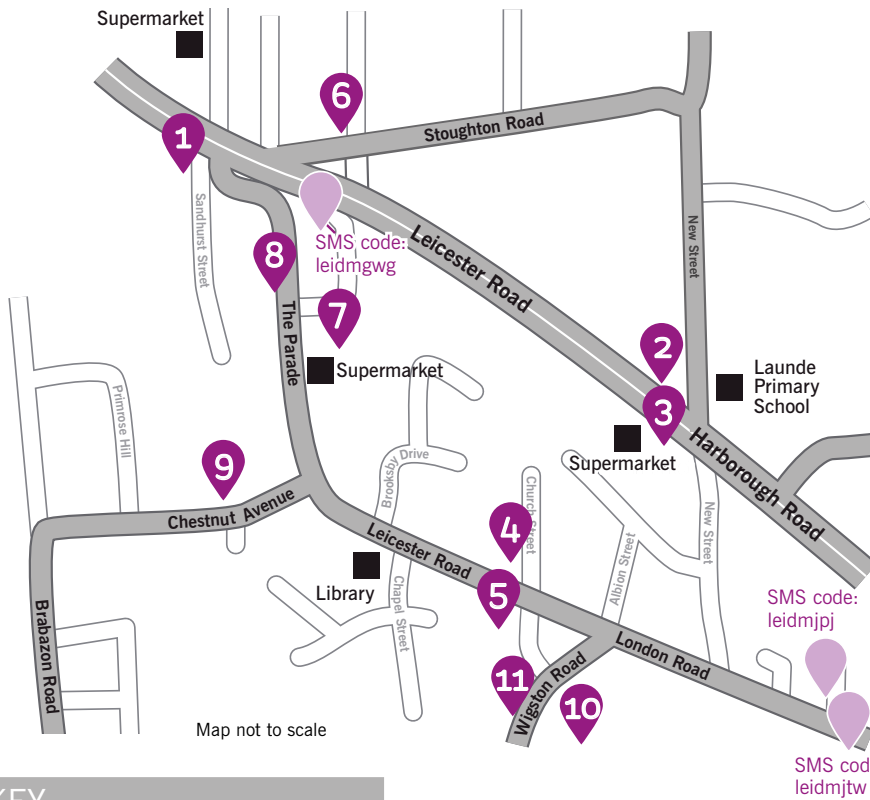 Supermarket
6
1
Stoughton Road
Sandhurst Street
SMS code:
leidmgwg
8
Leicester Road
New Street
7
The Parade
Supermarket
2
Launde
Primary
School
3
Primrose Hill
Supermarket
Harborough Road
9
Brooksby Drive
Chestnut Avenue
Church Street
4
New Street
Leicester Road
Albion Street
Library
5
Chapel Street
SMS code:
leidmjpj
Brabazon Road
London Road
11
Wigston Road
10
Map not to scale
SMS cod
leidmjtw
KEY